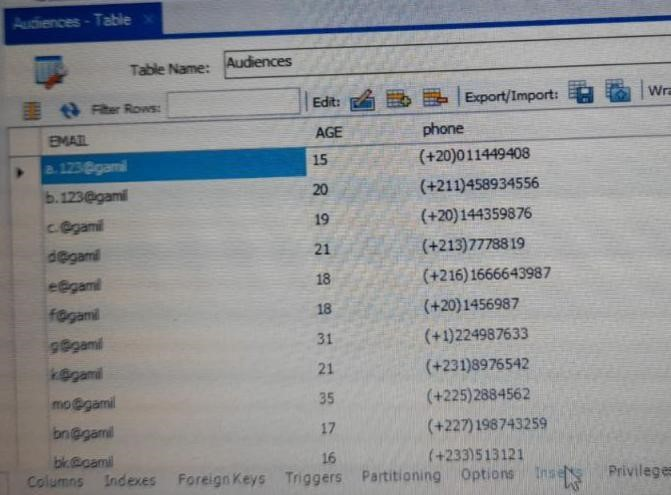 Audiences - Table ×
Table Name: Audiences
Filter Rows: Edit: Export/Import: Wra
EMAIL AGE phone
a.123@gamil 15 (+20)011449408
b.123@gamil 20 (+211)458934556
c.@gamil 19 (+20)144359876
d@gamil 21 (+213)7778819
e@gamil 18 (+216)1666643987
f@gamil 18 (+20)1456987
g@gamil 31 (+1)224987633
k@gamil 21 (+231)8976542
mo@gamil 35 (+225)2884562
bn@gamil 17 (+227)198743259
bk@gamil 16 (+233)513121
Columns Indexes Foreign Keys Triggers Partitioning Options Inserts Privileges